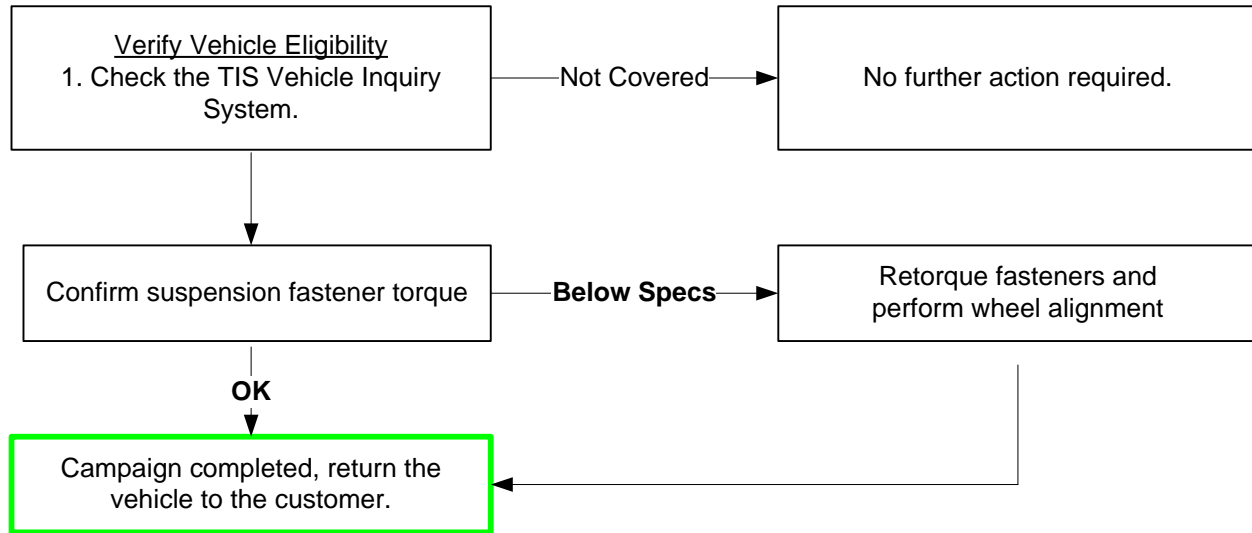 Verify Vehicle Eligibility
1. Check the TIS Vehicle Inquiry
System.
Not Covered
No further action required.
Confirm suspension fastener torque
Below Specs
Retorque fasteners and
perform wheel alignment
OK
Campaign completed, return the
vehicle to the customer.